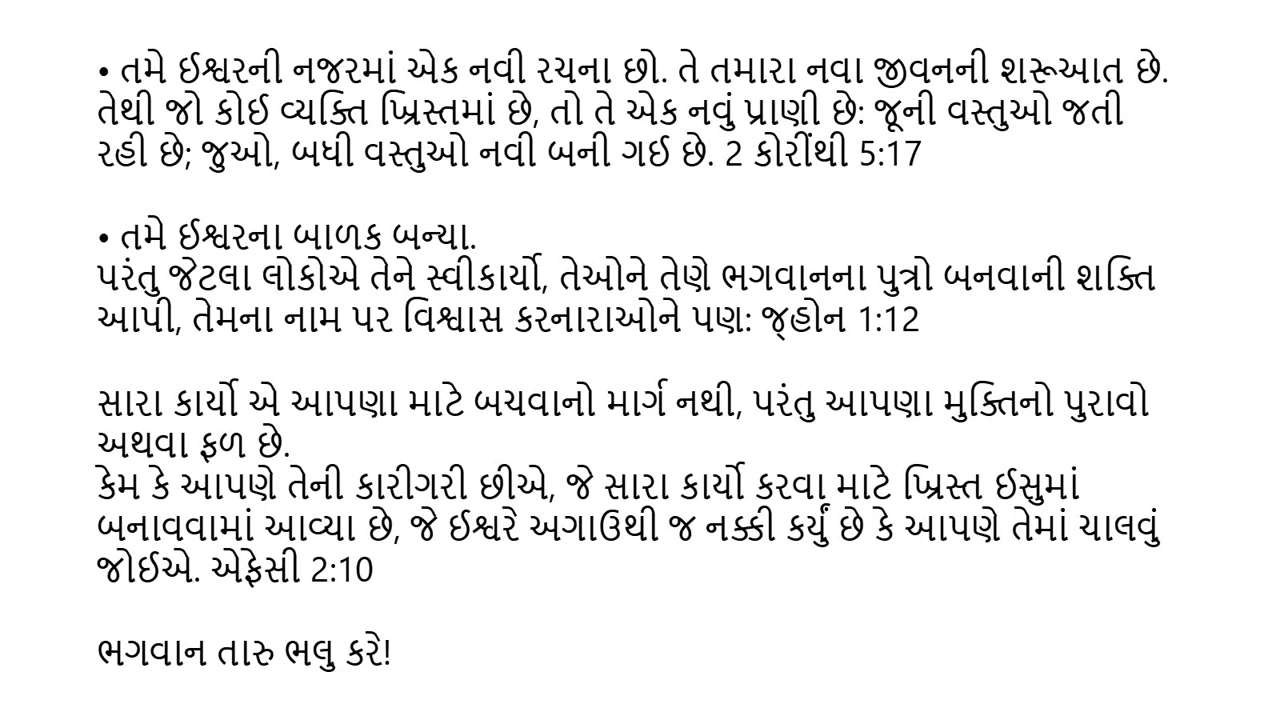 • તમે ઈશ્વરની નજરમાં એક નવી રચના છો. તે તમારા નવા જીવનની શરૂઆત છે.
તેથી જો કોઈ વ્યક્તિ ખ્રિસ્તમાં છે, તો તે એક નવું પ્રાણી છે: જૂની વસ્તુઓ જતી
રહી છે; જુઓ, બધી વસ્તુઓ નવી બની ગઈ છે. 2 કોરીંથી 5:17
• તમે ઈશ્વરના બાળક બન્યા.
પરંતુ જેટલા લોકોએ તેને સ્વીકાર્યો, તેઓને તેણે ભગવાનના પુત્રો બનવાની શક્તિ
આપી, તેમના નામ પર વિશ્વાસ કરનારાઓને પણ: જ્હોન 1:12
સારા કાર્યો એ આપણા માટે બચવાનો માર્ગ નથી, પરંતુ આપણા મુક્તિનો પુરાવો
અથવા ફળ છે.
કેમ કે આપણે તેની કારીગરી છીએ, જે સારા કાર્યો કરવા માટે ખ્રિસ્ત ઈસુમાં
બનાવવામાં આવ્યા છે, જે ઈશ્વરે અગાઉથી જ નક્કી કર્યું છે કે આપણે તેમાં ચાલવું
જોઈએ. એફેસી 2:10
ભગવાન તારુ ભલુ કરે!